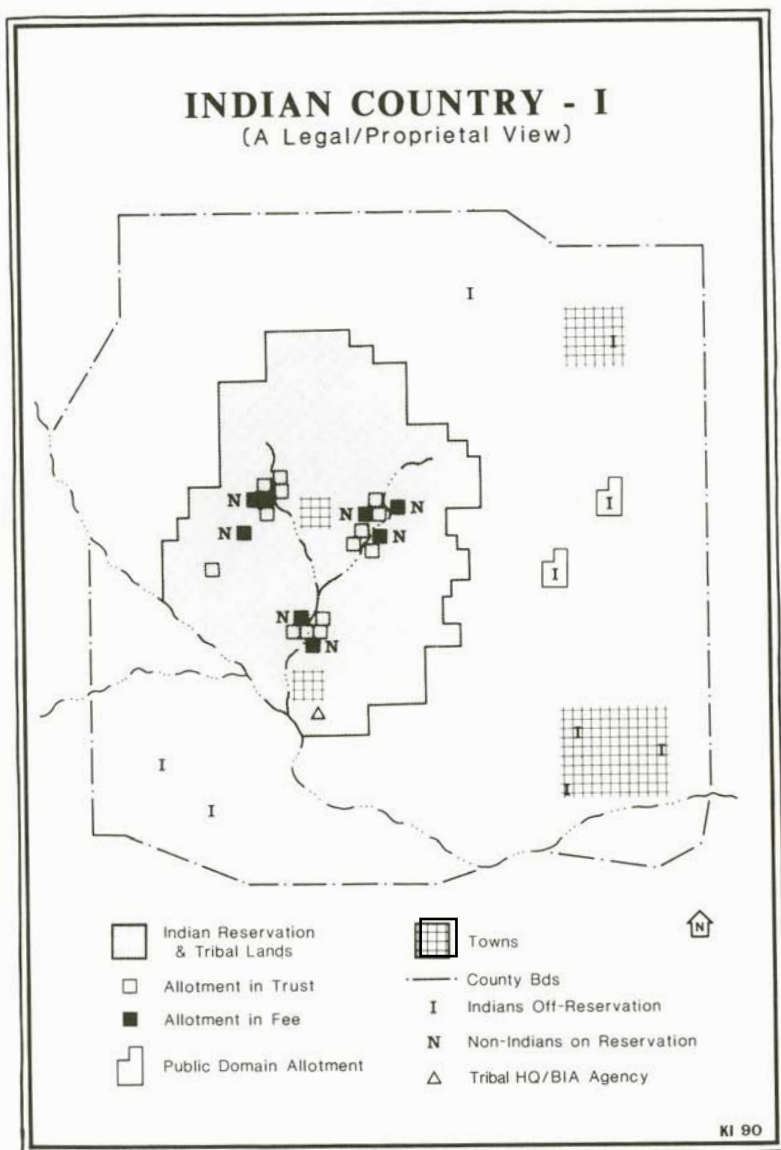 INDIAN COUNTRY - I
(A Legal/Proprietal View)
I
I
N
N
N
N
I
N
I
N
N
I
I
I
I
I
Indian Reservation
& Tribal Lands
Allotment in Trust
Allotment in Fee
Public Domain Allotment
Towns
County Bds
I Indians Off-Reservation
N Non-Indians on Reservation
Tribal HQ/BIA Agency
N
KI 90